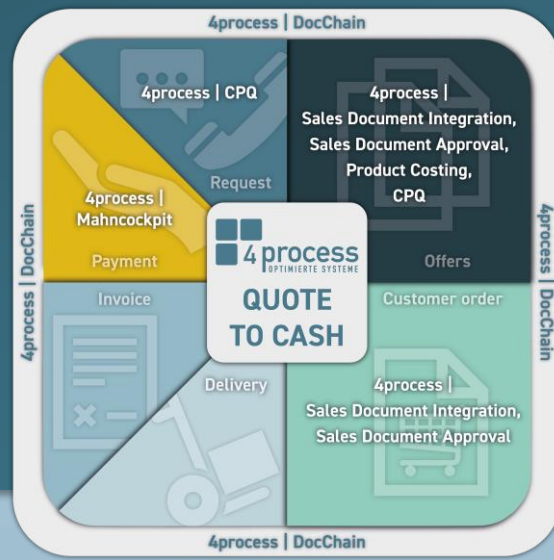 4process | DocChain
4process | CPQ
Request
4process |
Sales Document Integration,
Sales Document Approval,
Product Costing,
CPQ
Offers
4process |
Mahncockpit
Payment
4process
OPTIMIERTE SYSTEME
QUOTE
TO CASH
Invoice
Customer order
Delivery
4process |
Sales Document Integration,
Sales Document Approval
4process | DocChain
4process | DocChain
4process | DocChain